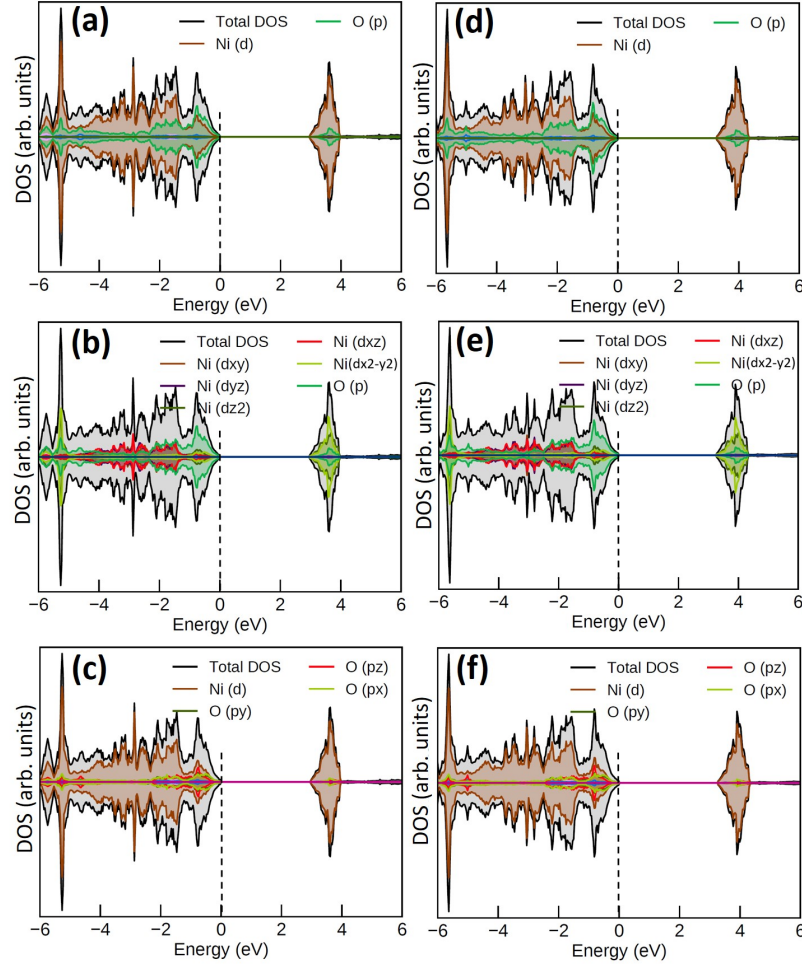 (a)
Total DOS
O (p)
Ni (d)
DOS (arb. units)
−6 −4 −2 0 2 4 6
Energy (eV)
(d)
Total DOS
O (p)
Ni (d)
DOS (arb. units)
−6 −4 −2 0 2 4 6
Energy (eV)
(b)
Total DOS
Ni (dxz)
Ni (dxy)
Ni(dx2-y2)
Ni (dyz)
O (p)
Ni (dz2)
DOS (arb. units)
−6 −4 −2 0 2 4 6
Energy (eV)
(e)
Total DOS
Ni (dxz)
Ni (dxy)
Ni(dx2-y2)
Ni (dyz)
O (p)
Ni (dz2)
DOS (arb. units)
−6 −4 −2 0 2 4 6
Energy (eV)
(c)
Total DOS
O (pz)
Ni (d)
O (px)
O (py)
DOS (arb. units)
−6 −4 −2 0 2 4 6
Energy (eV)
(f)
Total DOS
O (pz)
Ni (d)
O (px)
O (py)
DOS (arb. units)
−6 −4 −2 0 2 4 6
Energy (eV)